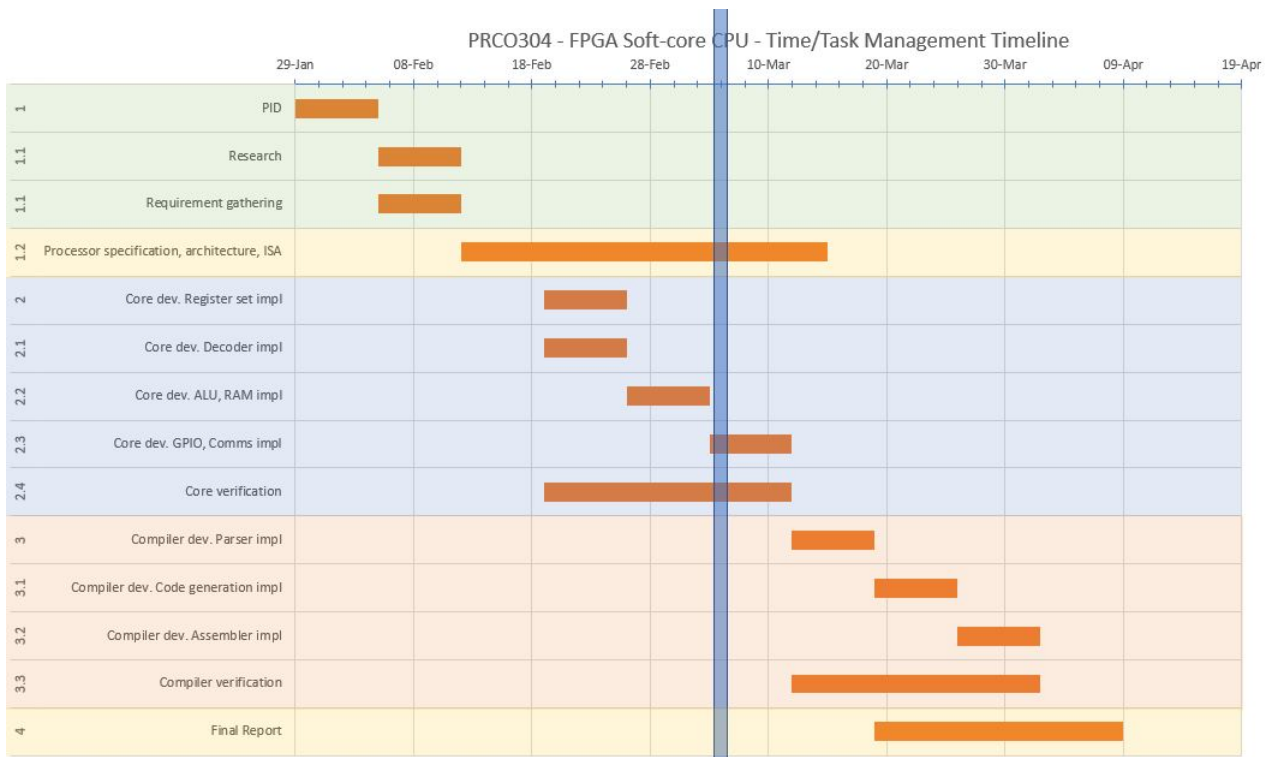 PRCO304 - FPGA Soft-core CPU - Time/Task Management Timeline
29-Jan 08-Feb 18-Feb 28-Feb 10-Mar 20-Mar 30-Mar 09-Apr 19-Apr
1 PID
1.1 Research
1.1 Requirement gathering
1.2 Processor specification, architecture, ISA
2 Core dev. Register set impl
2.1 Core dev. Decoder impl
2.2 Core dev. ALU, RAM impl
2.3 Core dev. GPIO, Comms impl
2.4 Core verification
3 Compiler dev. Parser impl
3.1 Compiler dev. Code generation impl
3.2 Compiler dev. Assembler impl
3.3 Compiler verification
4 Final Report